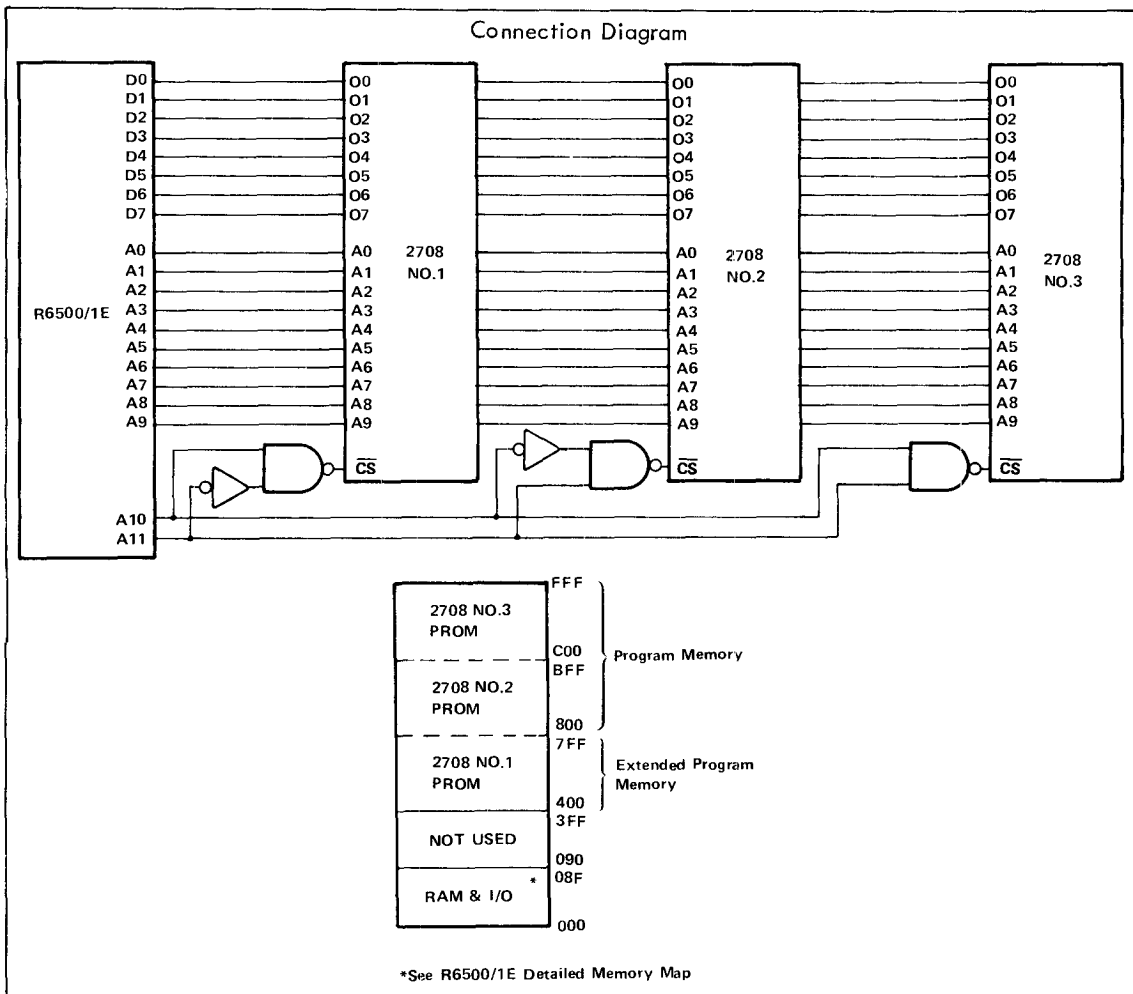 Connection Diagram
R6500/1E
D0
D1
D2
D3
D4
D5
D6
D7
A0
A1
A2
A3
A4
A5
A6
A7
A8
A9
A10
A11
O0
O1
O2
O3
O4
O5
O6
O7
A0
A1
A2
A3
A4
A5
A6
A7
A8
A9
CS
2708
NO.1
O0
O1
O2
O3
O4
O5
O6
O7
A0
A1
A2
A3
A4
A5
A6
A7
A8
A9
CS
2708
NO.2
O0
O1
O2
O3
O4
O5
O6
O7
A0
A1
A2
A3
A4
A5
A6
A7
A8
A9
CS
2708
NO.3
FFF
2708 NO.3
PROM
C00
Program Memory
BFF
2708 NO.2
PROM
800
7FF
2708 NO.1
PROM
Extended Program
Memory
400
3FF
NOT USED
090
* 08F
RAM & I/O
000
*See R6500/1E Detailed Memory Map